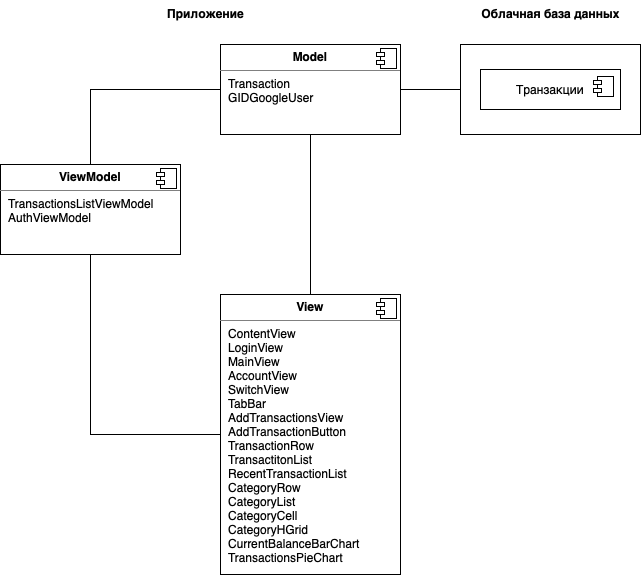 Приложение
Облачная база данных
Model
Transaction
GIDGoogleUser
Транзакции
ViewModel
TransactionsListViewModel
AuthViewModel
View
ContentView
LoginView
MainView
AccountView
SwitchView
TabBar
AddTransactionsView
AddTransactionButton
TransactionRow
TransactitonList
RecentTransactionList
CategoryRow
CategoryList
CategoryCell
CategoryHGrid
CurrentBalanceBarChart
TransactionsPieChart